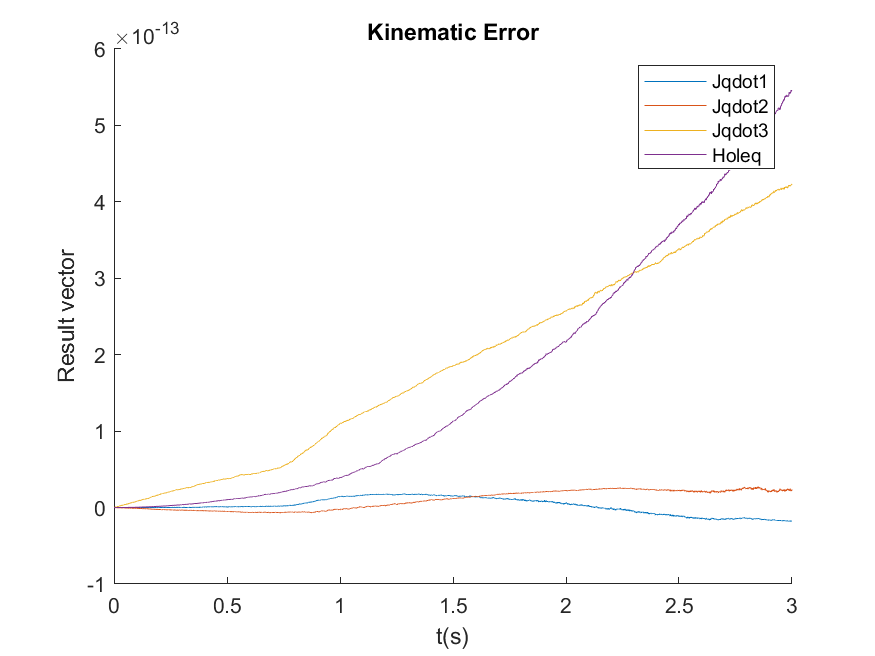 Kinematic Error
×10-13
6
5
4
3
2
1
0
-1
Result vector
0 0.5 1 1.5 2 2.5 3
t(s)
Jqdot1
Jqdot2
Jqdot3
Holeq